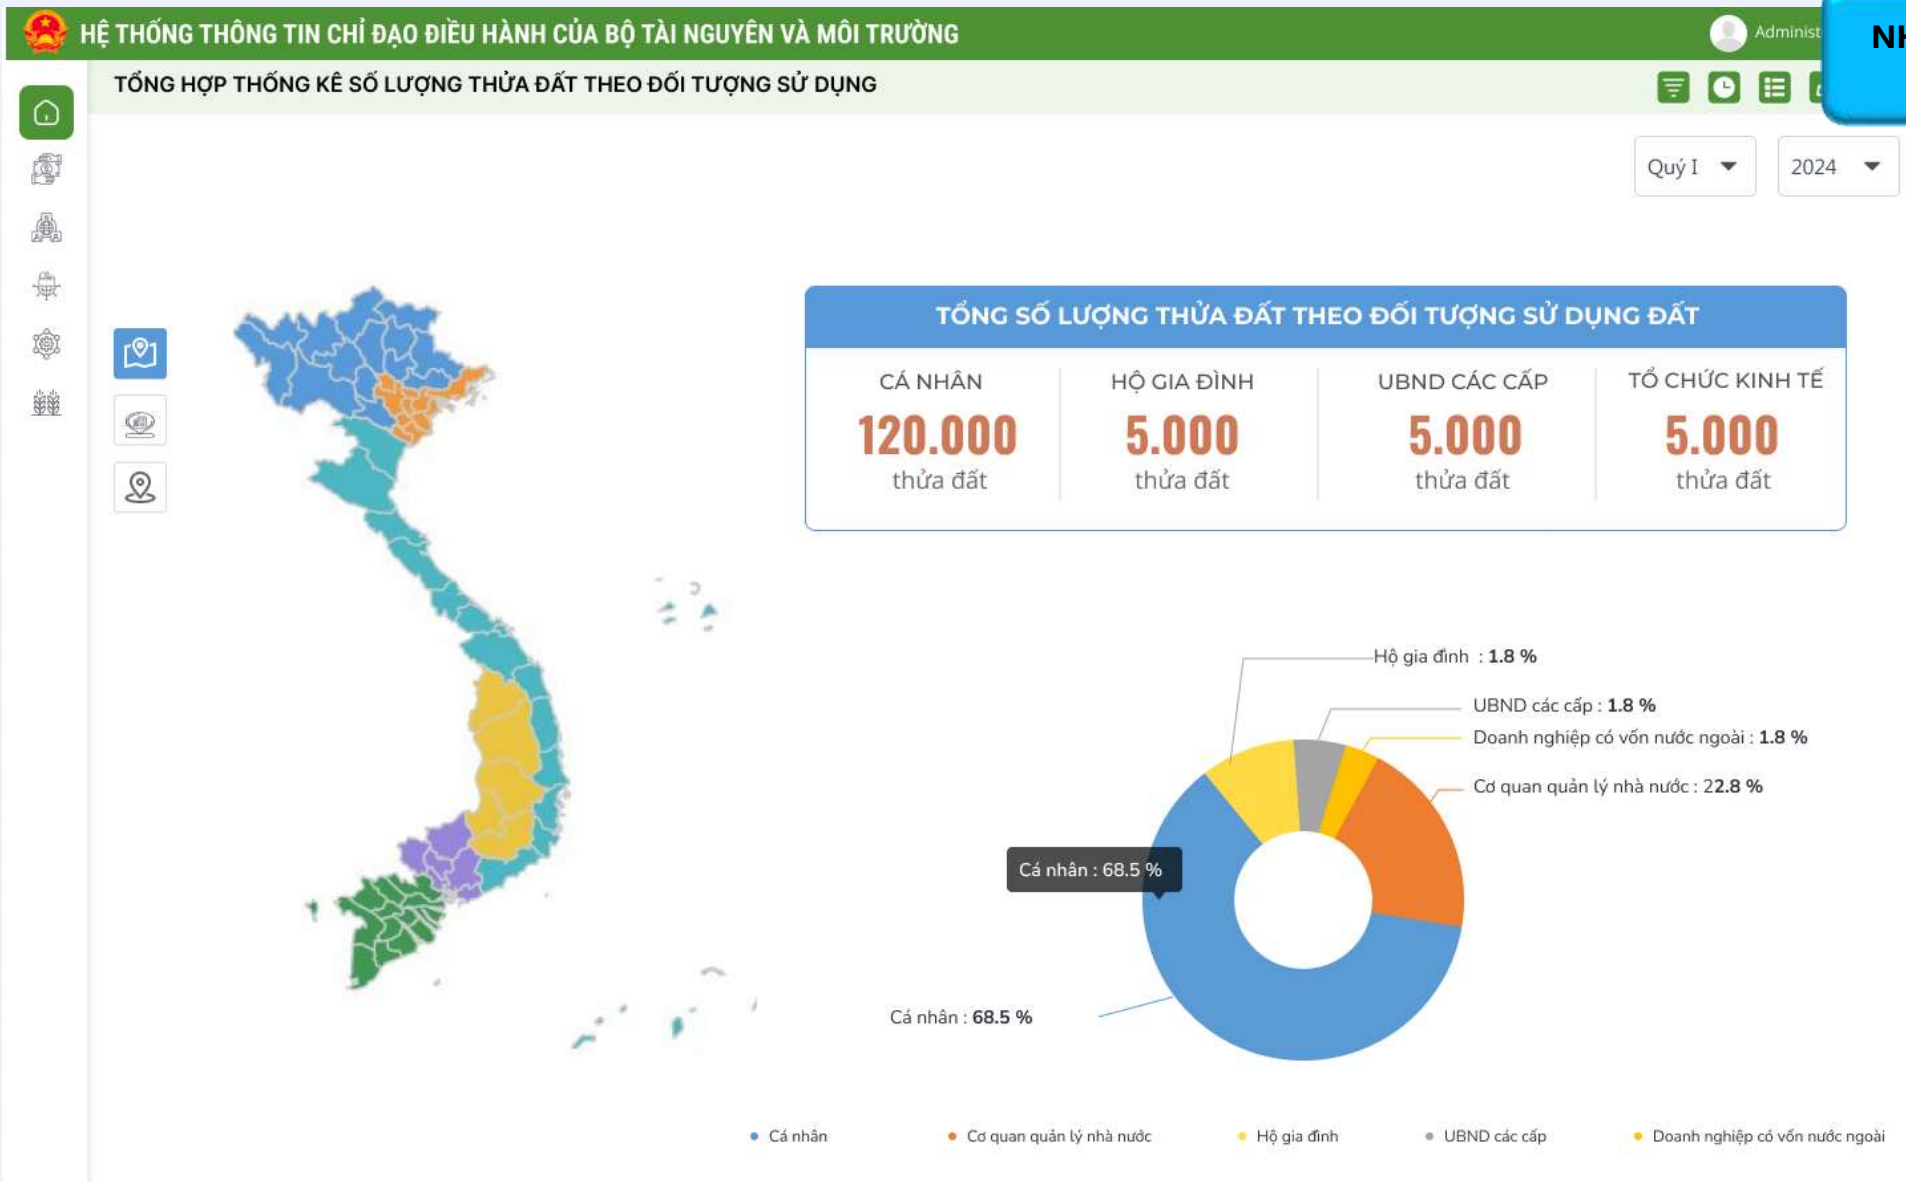 HỆ THỐNG THÔNG TIN CHỈ ĐẠO ĐIỀU HÀNH CỦA BỘ TÀI NGUYÊN VÀ MÔI TRƯỜNG
Administ
NH
TỔNG HỢP THỐNG KÊ SỐ LƯỢNG THỬA ĐẤT THEO ĐỐI TƯỢNG SỬ DỤNG
Quý I
2024
TỔNG SỐ LƯỢNG THỬA ĐẤT THEO ĐỐI TƯỢNG SỬ DỤNG ĐẤT
CÁ NHÂN
120.000
thửa đất
HỘ GIA ĐÌNH
5.000
thửa đất
UBND CÁC CẤP
5.000
thửa đất
TỔ CHỨC KINH TẾ
5.000
thửa đất
Hộ gia đình : 1.8 %
UBND các cấp : 1.8 %
Doanh nghiệp có vốn nước ngoài : 1.8 %
Cơ quan quản lý nhà nước : 22.8 %
Cá nhân : 68.5 %
Cá nhân : 68.5 %
Cá nhân
Cơ quan quản lý nhà nước
Hộ gia đình
UBND các cấp
Doanh nghiệp có vốn nước ngoài